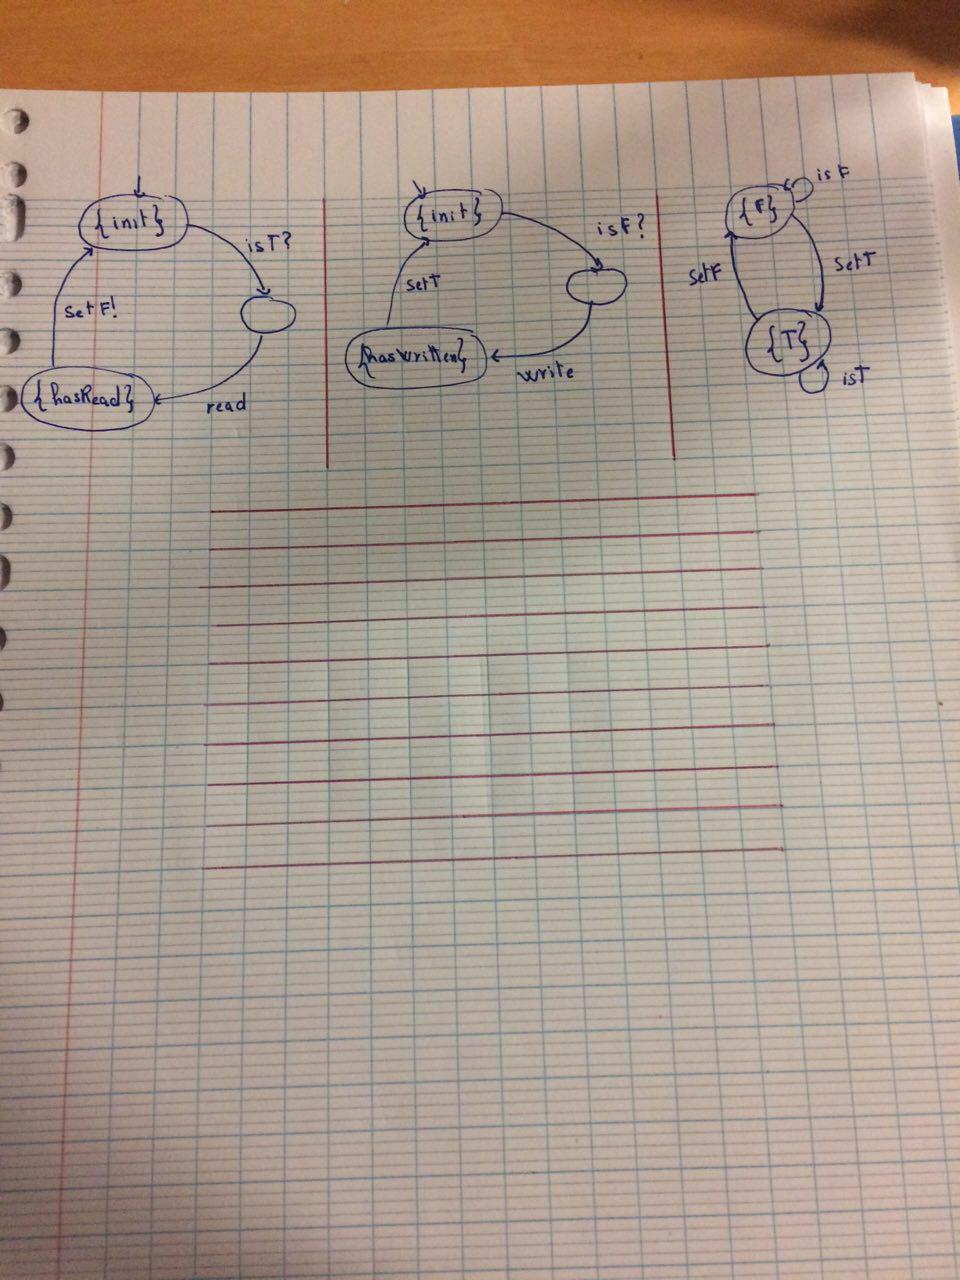 {init}
isT?
setF!
{hasRead}
read
{init}
isF?
setT
{hasWritten}
write
{F}
isF
setF
setT
{T}
isT